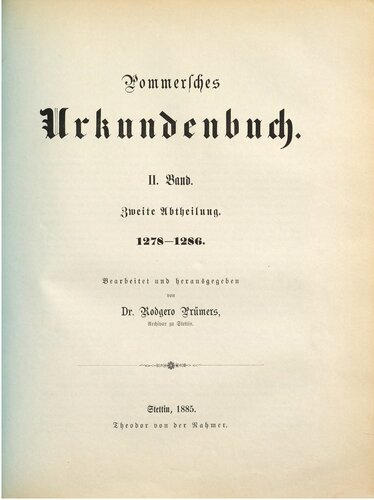 Pommersches
Urkundenbuch.
II. Band.
Zweite Abtheilung.
1278—1286.
Bearbeitet und herausgegeben
von
Dr. Rodgero Prümers,
Archivar zu Stettin.
Stettin, 1885.
Theodor von der Nahmer.